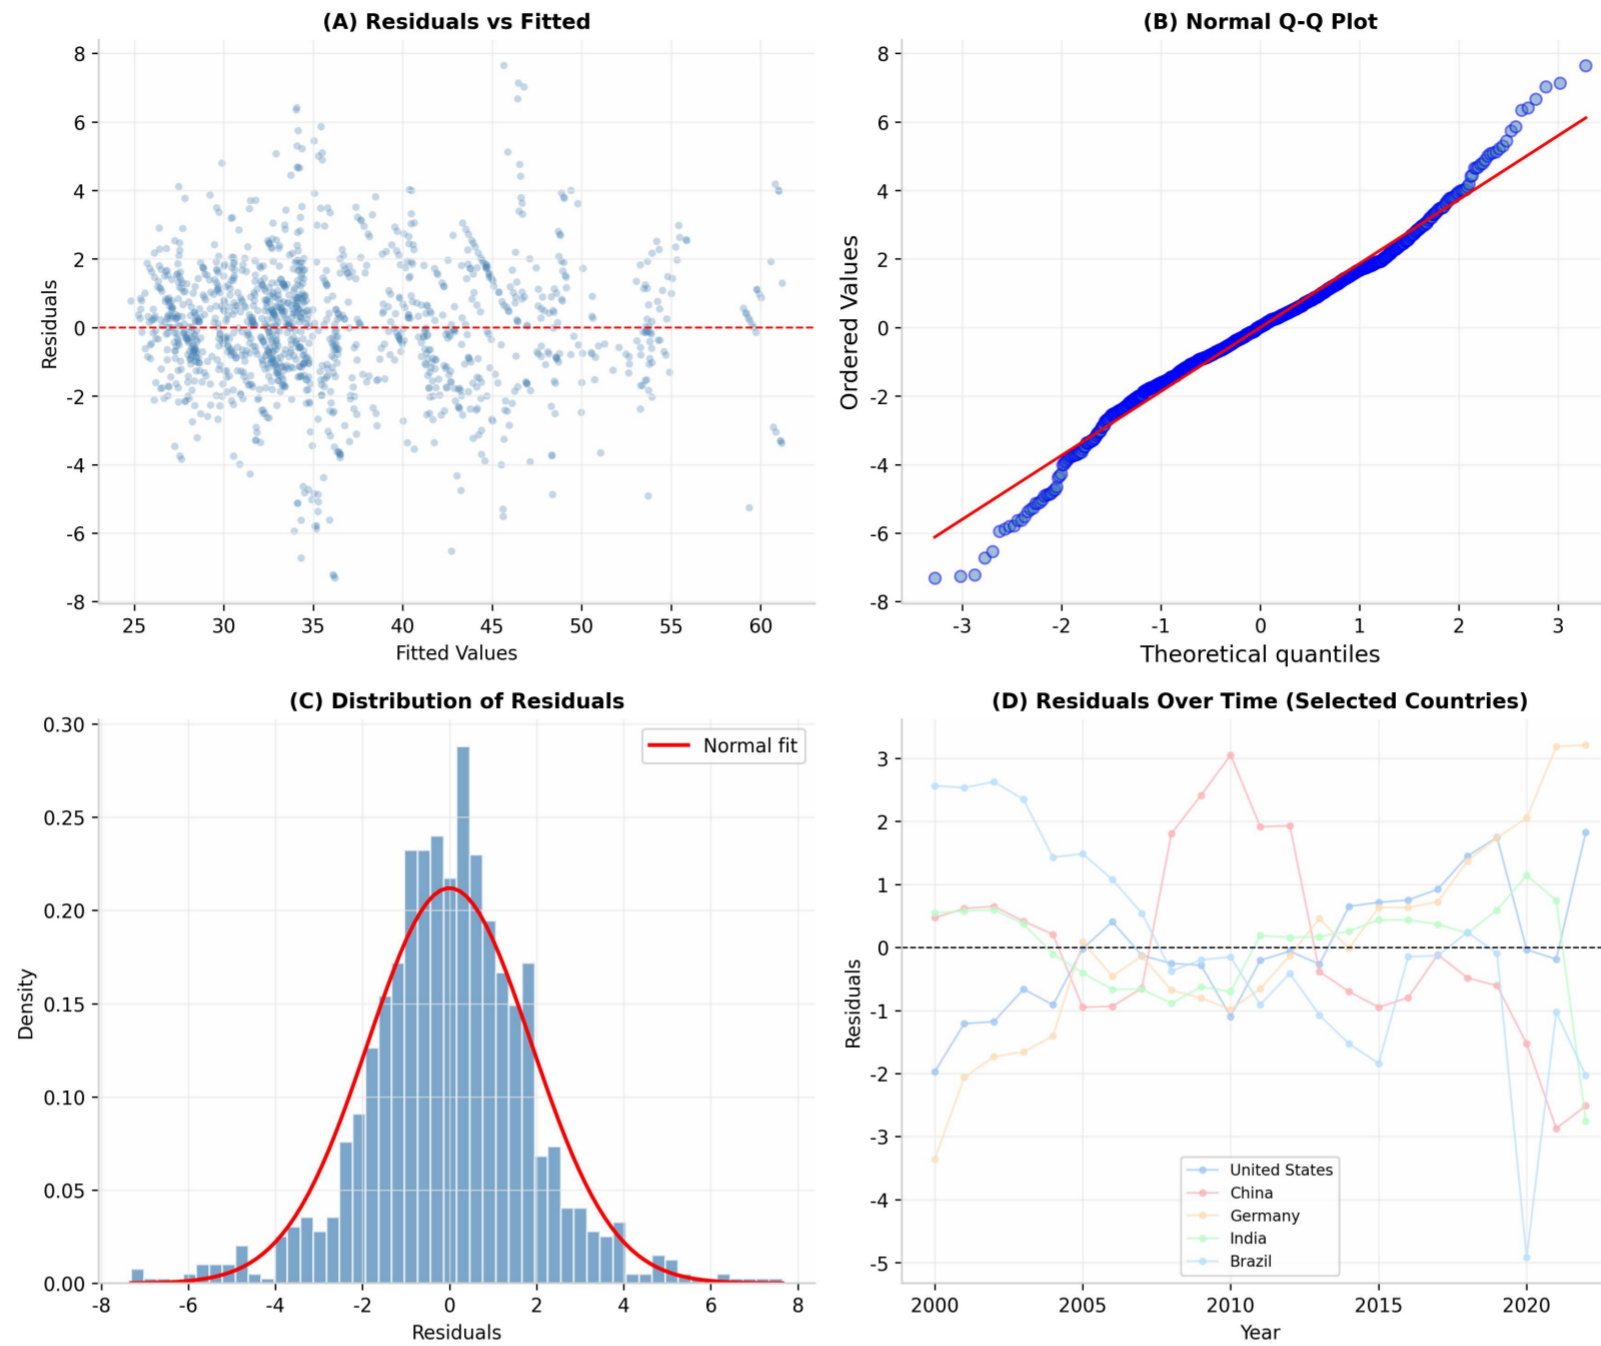 (A) Residuals vs Fitted
8
6
4
2
0
-2
-4
-6
-8
Residuals
25 30 35 40 45 50 55 60
Fitted Values
(B) Normal Q-Q Plot
8
6
4
2
0
-2
-4
-6
-8
Ordered Values
-3 -2 -1 0 1 2 3
Theoretical quantiles
(C) Distribution of Residuals
0.30
0.25
0.20
0.15
0.10
0.05
0.00
Density
Normal fit
-8 -6 -4 -2 0 2 4 6 8
Residuals
(D) Residuals Over Time (Selected Countries)
3
2
1
0
-1
-2
-3
-4
-5
Residuals
United States
China
Germany
India
Brazil
2000 2005 2010 2015 2020
Year